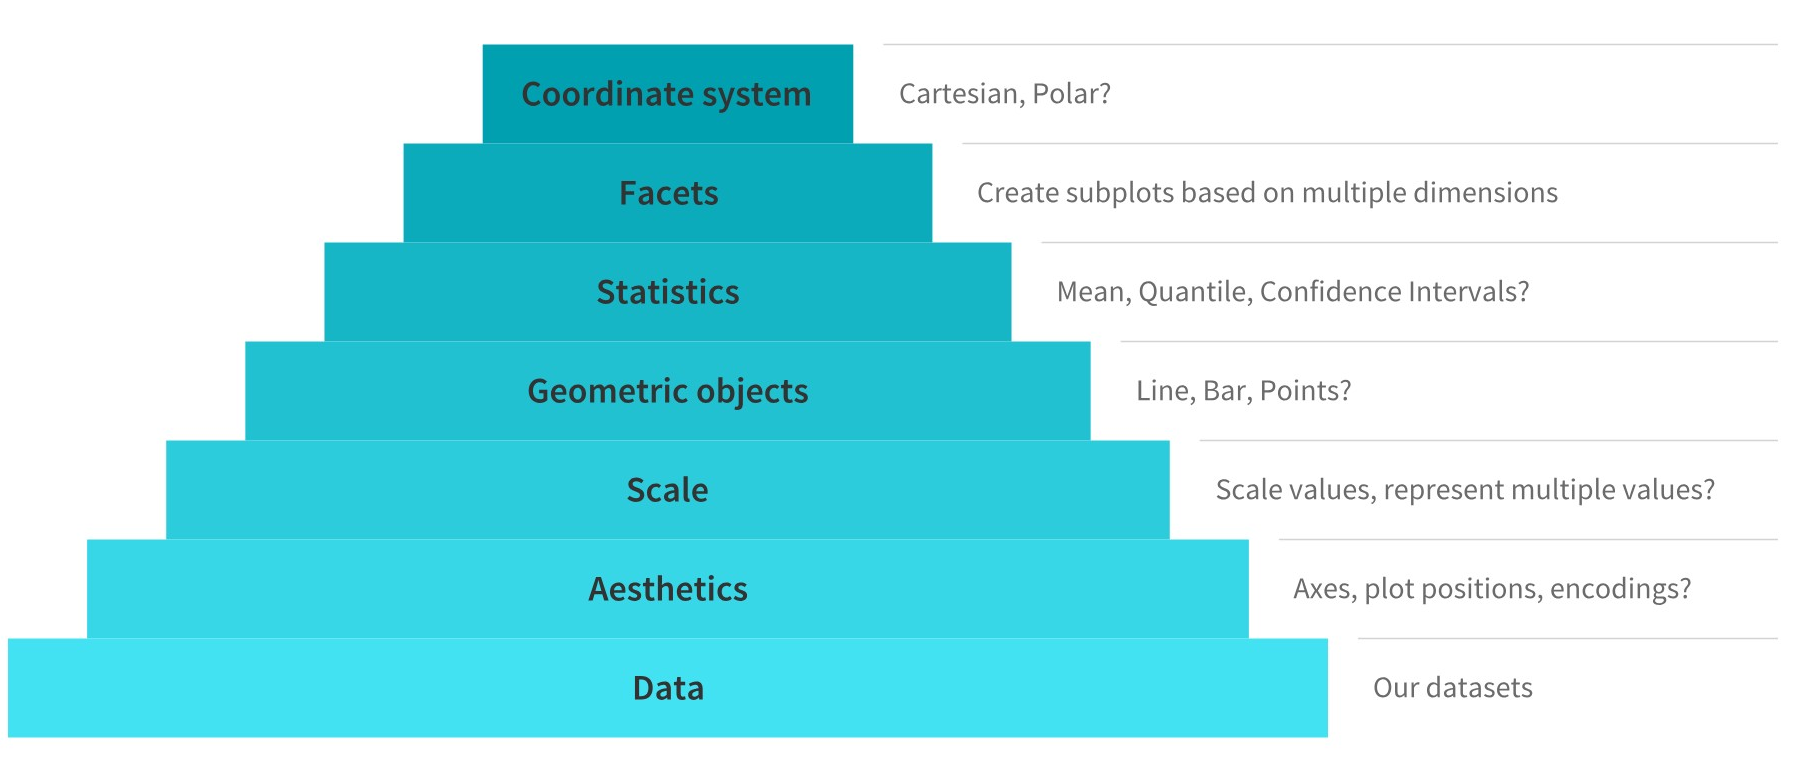 Coordinate system
Cartesian, Polar?
Facets
Create subplots based on multiple dimensions
Statistics
Mean, Quantile, Confidence Intervals?
Geometric objects
Line, Bar, Points?
Scale
Scale values, represent multiple values?
Aesthetics
Axes, plot positions, encodings?
Data
Our datasets